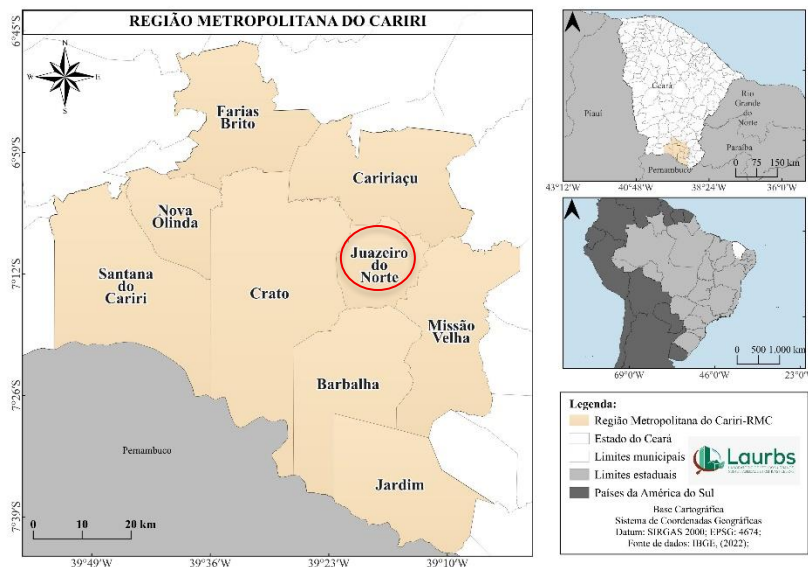 REGIÃO METROPOLITANA DO CARIRI
6°45'S
6°59'S
7°12'S
7°26'S
7°39'S
N
W
E
S
Farias
Brito
Caririaçu
Nova
Olinda
Juazeiro
do
Norte
Santana
do
Cariri
Crato
Missão
Velha
Barbalha
Pernambuco
Jardim
0 10 20 km
39°49'W 39°36'W 39°23'W 39°10'W
Ceará
Rio
Grande
do
Norte
Piauí
Paraíba
Pernambuco
0 75 150 km
43°12'W 40°48'W 38°24'W 36°0'W
0 500 1.000 km
69°0'W 46°0'W 23°0'W
Legenda:
Região Metropolitana do Cariri-RMC
Estado do Ceará
Limites municipais
Limites estaduais
Países da América do Sul
Laurbs
Base Cartográfica
Sistema de Coordenadas Geográficas
Datum: SIRGAS 2000; EPSG: 4674;
Fonte de dados: IBGE, (2022);